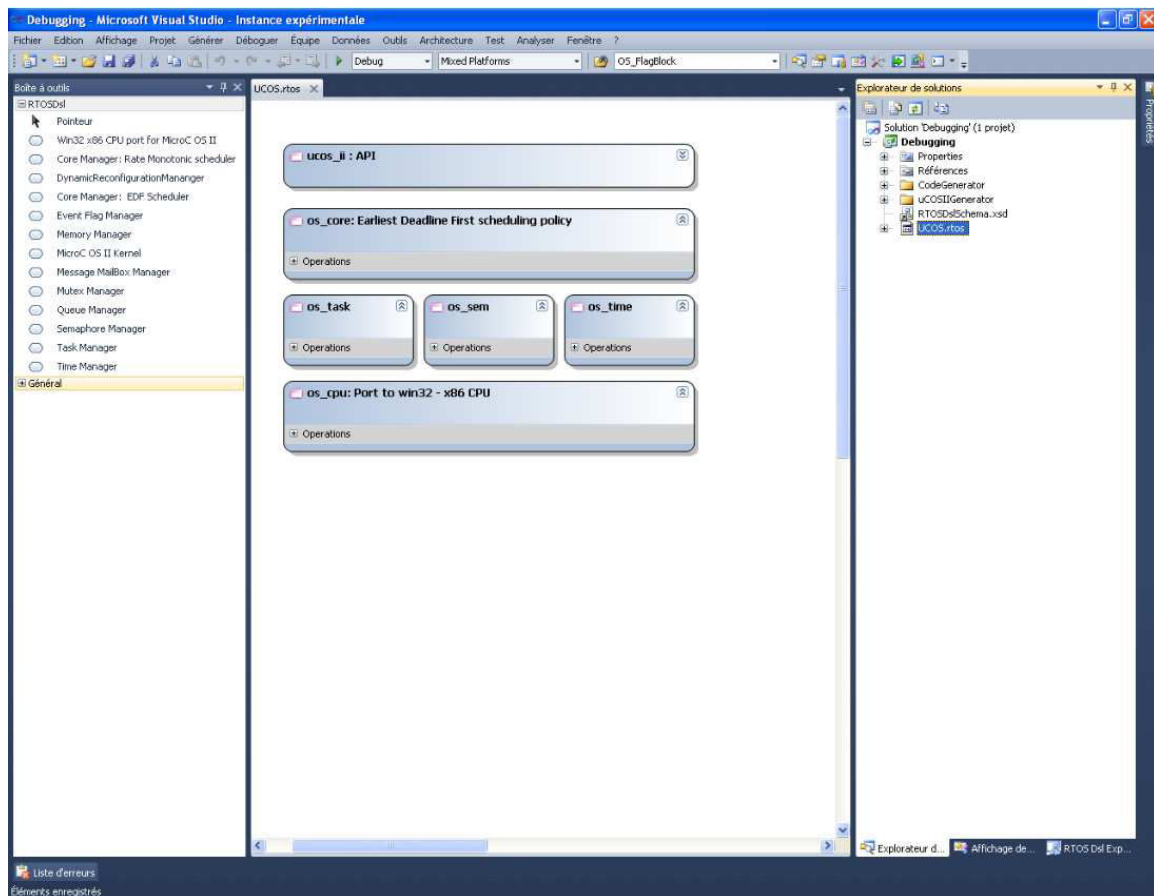 Debugging - Microsoft Visual Studio - Instance expérimentale
Fichier Edition Affichage Projet Générer Déboguer Équipe Données Outils Architecture Test Analyser Fenêtre ?
Debug Mixed Platforms OS_FlagBlock
Boîte à outils
RTOSDsl
Pointeur
Win32 x86 CPU port for MicroC OS II
Core Manager: Rate Monotonic scheduler
DynamicReconfigurationMananger
Core Manager: EDF Scheduler
Event Flag Manager
Memory Manager
MicroC OS II Kernel
Message MailBox Manager
Mutex Manager
Queue Manager
Semaphore Manager
Task Manager
Time Manager
Général
UCOS.rtos
ucos_ii : API
os_core: Earliest Deadline First scheduling policy
Operations
os_task os_sem os_time
Operations Operations Operations
os_cpu: Port to win32 - x86 CPU
Operations
Explorateur de solutions
Solution 'Debugging' (1 projet)
Debugging
Properties
Références
CodeGenerator
uCOSIIGenerator
RTOSDslSchema.xsd
UCOS.rtos
Propriétés
Explorateur d... Affichage de... RTOS Dsl Exp...
Liste d'erreurs
Éléments enregistrés